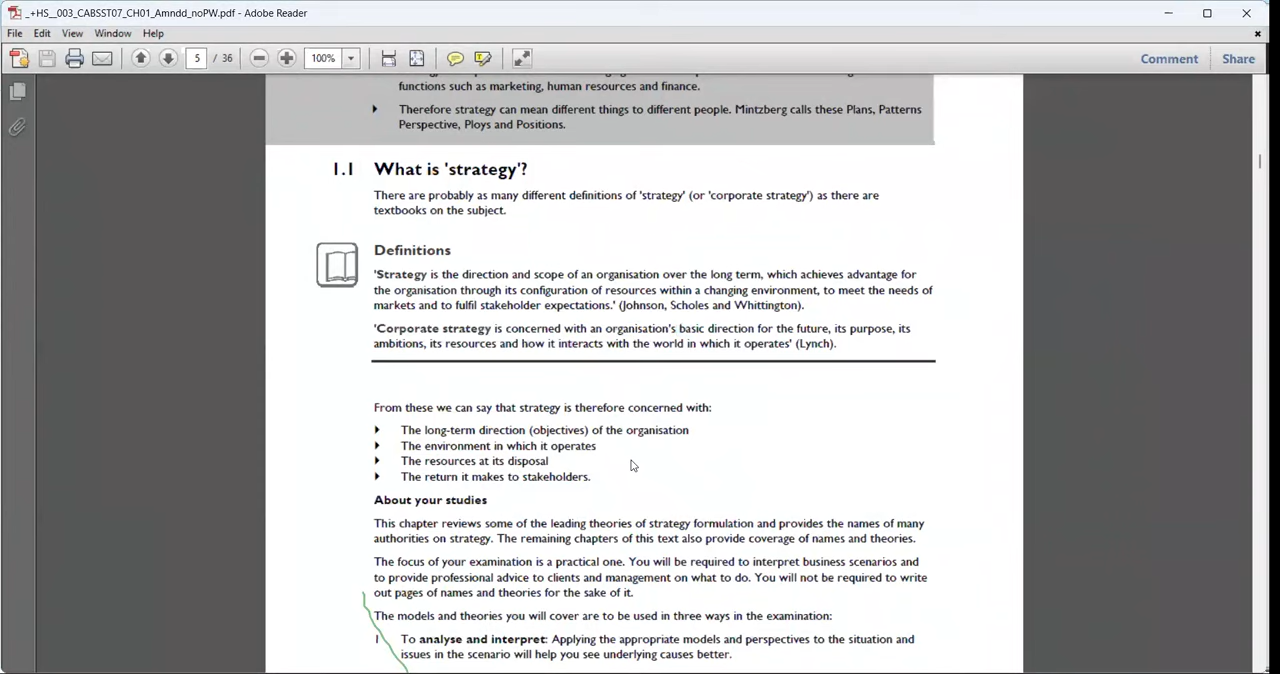 _+HS__003_CABSST07_CH01_Amndd_noPW.pdf - Adobe Reader
File Edit View Window Help
5 / 36 100% Comment Share
functions such as marketing, human resources and finance.
Therefore strategy can mean different things to different people. Mintzberg calls these Plans, Patterns
Perspective, Ploys and Positions.
1.1 What is 'strategy'?
There are probably as many different definitions of 'strategy' (or 'corporate strategy') as there are
textbooks on the subject.
Definitions
'Strategy is the direction and scope of an organisation over the long term, which achieves advantage for
the organisation through its configuration of resources within a changing environment, to meet the needs of
markets and to fulfil stakeholder expectations.' (Johnson, Scholes and Whittington).
'Corporate strategy is concerned with an organisation's basic direction for the future, its purpose, its
ambitions, its resources and how it interacts with the world in which it operates' (Lynch).
From these we can say that strategy is therefore concerned with:
The long-term direction (objectives) of the organisation
The environment in which it operates
The resources at its disposal
The return it makes to stakeholders.
About your studies
This chapter reviews some of the leading theories of strategy formulation and provides the names of many
authorities on strategy. The remaining chapters of this text also provide coverage of names and theories.
The focus of your examination is a practical one. You will be required to interpret business scenarios and
to provide professional advice to clients and management on what to do. You will not be required to write
out pages of names and theories for the sake of it.
The models and theories you will cover are to be used in three ways in the examination:
1 To analyse and interpret: Applying the appropriate models and perspectives to the situation and
issues in the scenario will help you see underlying causes better.